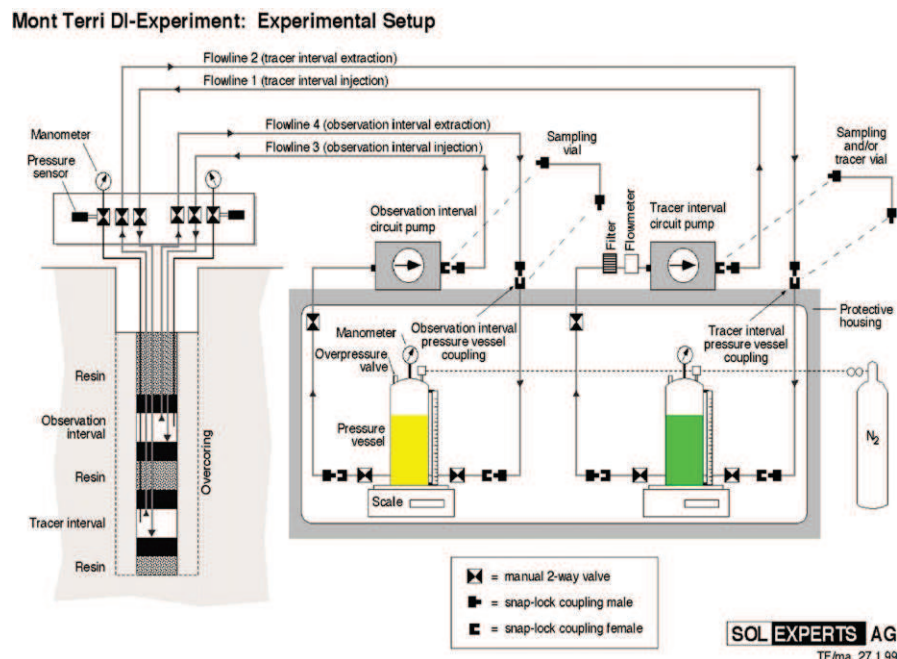 Mont Terri DI-Experiment: Experimental Setup
Flowline 2 (tracer interval extraction)
Flowline 1 (tracer interval injection)
Flowline 4 (observation interval extraction)
Flowline 3 (observation interval injection)
Manometer
Pressure
sensor
Sampling
vial
Sampling
and/or
tracer vial
Observation interval
circuit pump
Filter
Flowmeter
Tracer interval
circuit pump
Manometer
Overpressure
valve
Observation interval
pressure vessel
coupling
Tracer interval
pressure vessel
coupling
Protective
housing
Resin
Observation
interval
Resin
Tracer interval
Resin
Overcoring
Pressure
vessel
Scale
N2
= manual 2-way valve
= snap-lock coupling male
= snap-lock coupling female
SOL EXPERTS AG
TF/ma, 27.1.99